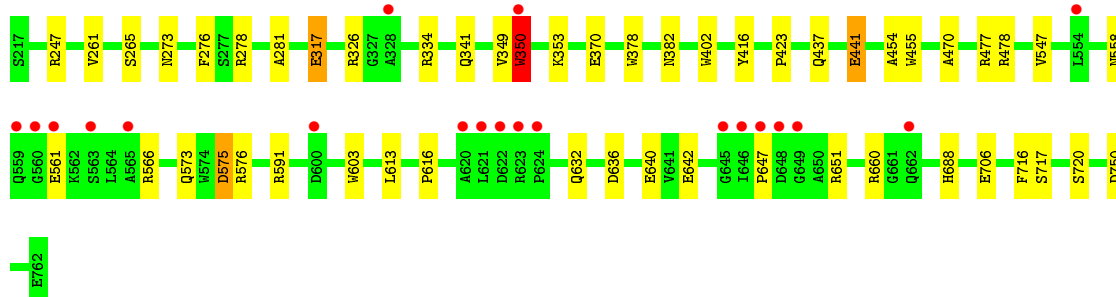 S217 R247 V261 S265 N273 F276 S277 R278 A281 E317 R326 G327 A328 R334 Q341 V349 W350 K353 E370 W378 N382 W402 Y416 P423 Q437 E441 A454 W455 A470 R477 R478 V547 L554 N558
Q559 G560 E561 K562 S563 L564 A565 R566 Q573 W574 D575 R576 R591 D600 W603 L613 P616 A620 L621 D622 R623 P624 Q632 D636 E640 V641 E642 G645 I646 P647 D648 G649 A650 R651 R660 G661 Q662 H688 E706 F716 S717 S720 D750
E762